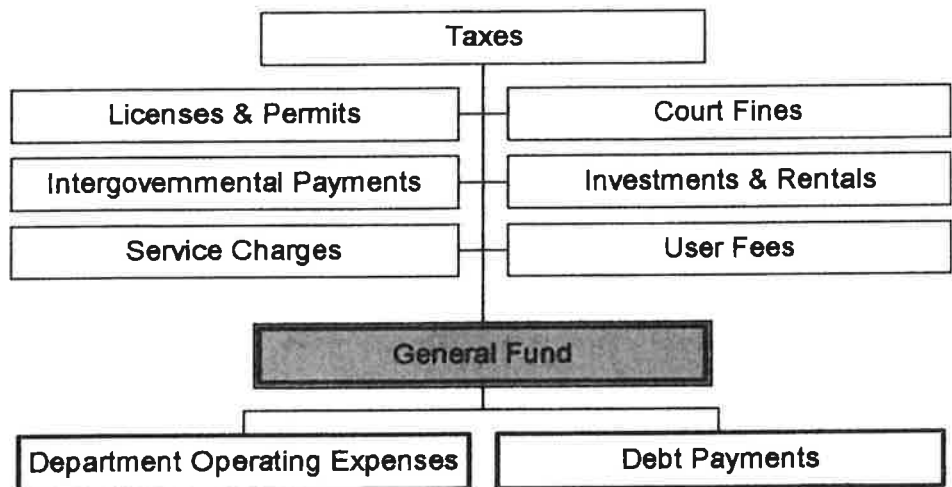 Taxes
Licenses & Permits
Court Fines
Intergovernmental Payments
Investments & Rentals
Service Charges
User Fees
General Fund
Department Operating Expenses
Debt Payments